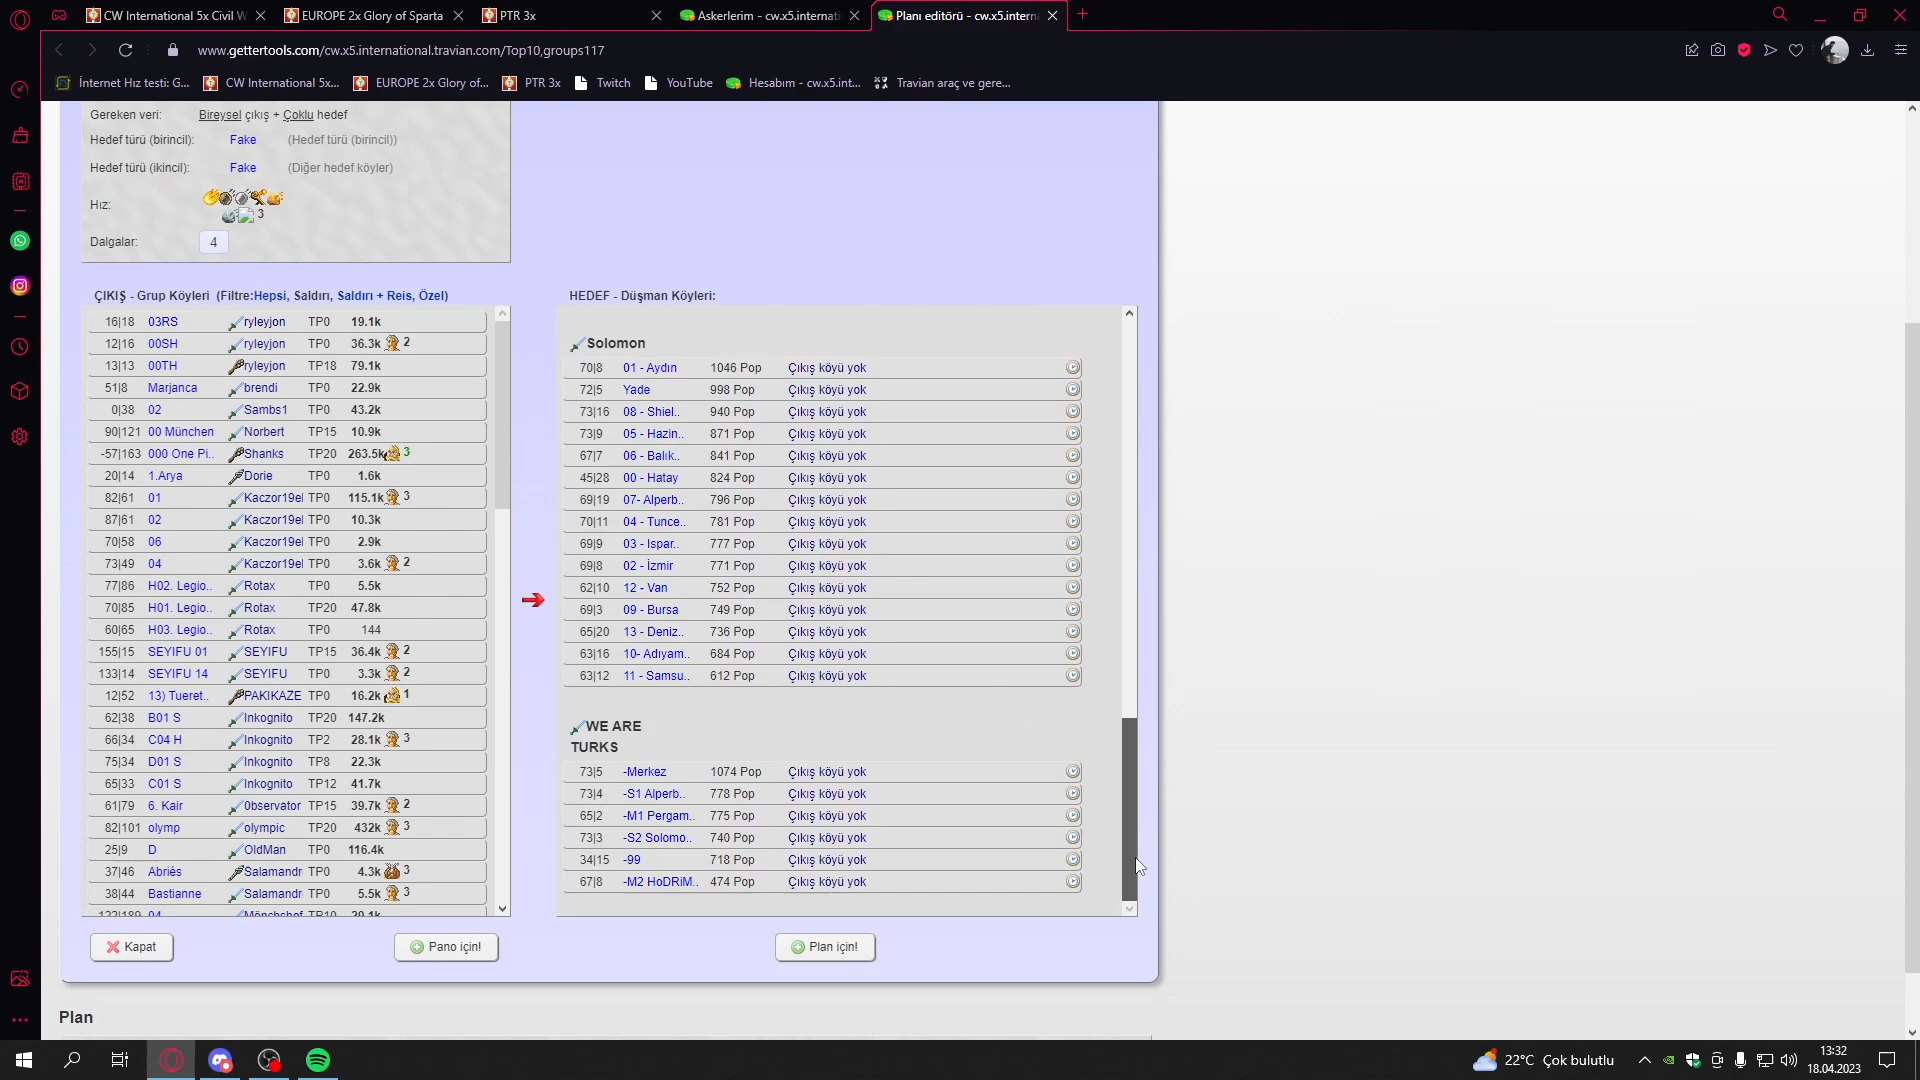 CW International 5x Civil W
EUROPE 2x Glory of Sparta
PTR 3x
Askerlerim - cw.x5.internati
Planı editörü - cw.x5.intern
www.gettertools.com/cw.x5.international.travian.com/Top10,groups117
İnternet Hız testi: G...
CW International 5x...
EUROPE 2x Glory of...
PTR 3x
Twitch
YouTube
Hesabım - cw.x5.int...
Travian araç ve gere...
Gereken veri: Bireysel çıkış + Çoklu hedef
Hedef türü (birincil): Fake (Hedef türü (birincil))
Hedef türü (ikincil): Fake (Diğer hedef köyler)
Hız: 3
Dalgalar: 4
ÇIKIŞ - Grup Köyleri (Filtre:Hepsi, Saldırı, Saldırı + Reis, Özel)
16|18 03RS ryleyjon TP0 19.1k
12|16 00SH ryleyjon TP0 36.3k 2
13|13 00TH ryleyjon TP18 79.1k
51|8 Marjanca brendi TP0 22.9k
0|38 02 Sambs1 TP0 43.2k
90|121 00 München Norbert TP15 10.9k
-57|163 000 One Pi.. Shanks TP20 263.5k 3
20|14 1.Arya Dorie TP0 1.6k
82|61 01 Kaczor19el TP0 115.1k 3
87|61 02 Kaczor19el TP0 10.3k
70|58 06 Kaczor19el TP0 2.9k
73|49 04 Kaczor19el TP0 3.6k 2
77|86 H02. Legio.. Rotax TP0 5.5k
70|85 H01. Legio.. Rotax TP20 47.8k
60|65 H03. Legio.. Rotax TP0 144
155|15 SEYIFU 01 SEYIFU TP15 36.4k 2
133|14 SEYIFU 14 SEYIFU TP0 3.3k 2
12|52 13) Tueret.. PAKIKAZE TP0 16.2k 1
62|38 B01 S Inkognito TP20 147.2k
66|34 C04 H Inkognito TP2 28.1k 3
75|34 D01 S Inkognito TP8 22.3k
65|33 C01 S Inkognito TP12 41.7k
61|79 6. Kair 0bservator TP15 39.7k 2
82|101 olymp olympic TP20 432k 3
25|9 D OldMan TP0 116.4k
37|46 Abriés Salamandr TP0 4.3k 3
38|44 Bastianne Salamandr TP0 5.5k 3
HEDEF - Düşman Köyleri:
Solomon
70|8 01 - Aydın 1046 Pop Çıkış köyü yok
72|5 Yade 998 Pop Çıkış köyü yok
73|16 08 - Shiel.. 940 Pop Çıkış köyü yok
73|9 05 - Hazin.. 871 Pop Çıkış köyü yok
67|7 06 - Balık.. 841 Pop Çıkış köyü yok
45|28 00 - Hatay 824 Pop Çıkış köyü yok
69|19 07- Alperb.. 796 Pop Çıkış köyü yok
70|11 04 - Tunce.. 781 Pop Çıkış köyü yok
69|9 03 - Ispar.. 777 Pop Çıkış köyü yok
69|8 02 - İzmir 771 Pop Çıkış köyü yok
62|10 12 - Van 752 Pop Çıkış köyü yok
69|3 09 - Bursa 749 Pop Çıkış köyü yok
65|20 13 - Deniz.. 736 Pop Çıkış köyü yok
63|16 10- Adıyam.. 684 Pop Çıkış köyü yok
63|12 11 - Samsu.. 612 Pop Çıkış köyü yok
WE ARE
TURKS
73|5 -Merkez 1074 Pop Çıkış köyü yok
73|4 -S1 Alperb.. 778 Pop Çıkış köyü yok
65|2 -M1 Pergam.. 775 Pop Çıkış köyü yok
73|3 -S2 Solomo.. 740 Pop Çıkış köyü yok
34|15 -99 718 Pop Çıkış köyü yok
67|8 -M2 HoDRiM.. 474 Pop Çıkış köyü yok
Kapat
Pano için!
Plan için!
Plan
22°C Çok bulutlu
13:32
18.04.2023